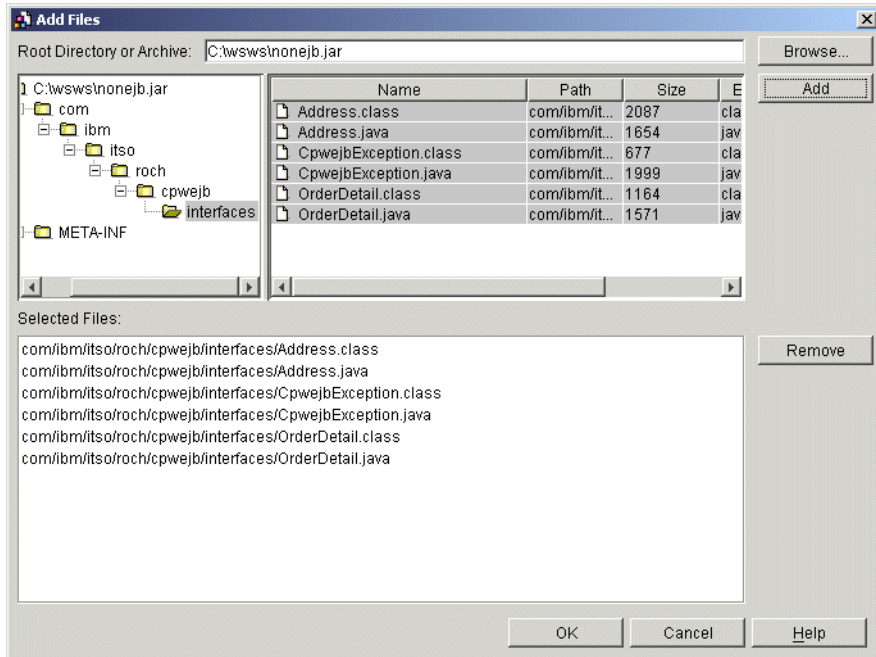 Add Files
Root Directory or Archive: C:\wsws\nonejb.jar Browse...
C:\wsws\nonejb.jar
com
ibm
itso
roch
cpwejb
interfaces
META-INF
Name Path Size E
Address.class com/ibm/it... 2087 cla
Address.java com/ibm/it... 1654 jav
CpwejbException.class com/ibm/it... 677 cla
CpwejbException.java com/ibm/it... 1999 jav
OrderDetail.class com/ibm/it... 1164 cla
OrderDetail.java com/ibm/it... 1571 jav
Add
Selected Files:
com/ibm/itso/roch/cpwejb/interfaces/Address.class
com/ibm/itso/roch/cpwejb/interfaces/Address.java
com/ibm/itso/roch/cpwejb/interfaces/CpwejbException.class
com/ibm/itso/roch/cpwejb/interfaces/CpwejbException.java
com/ibm/itso/roch/cpwejb/interfaces/OrderDetail.class
com/ibm/itso/roch/cpwejb/interfaces/OrderDetail.java
Remove
OK Cancel Help